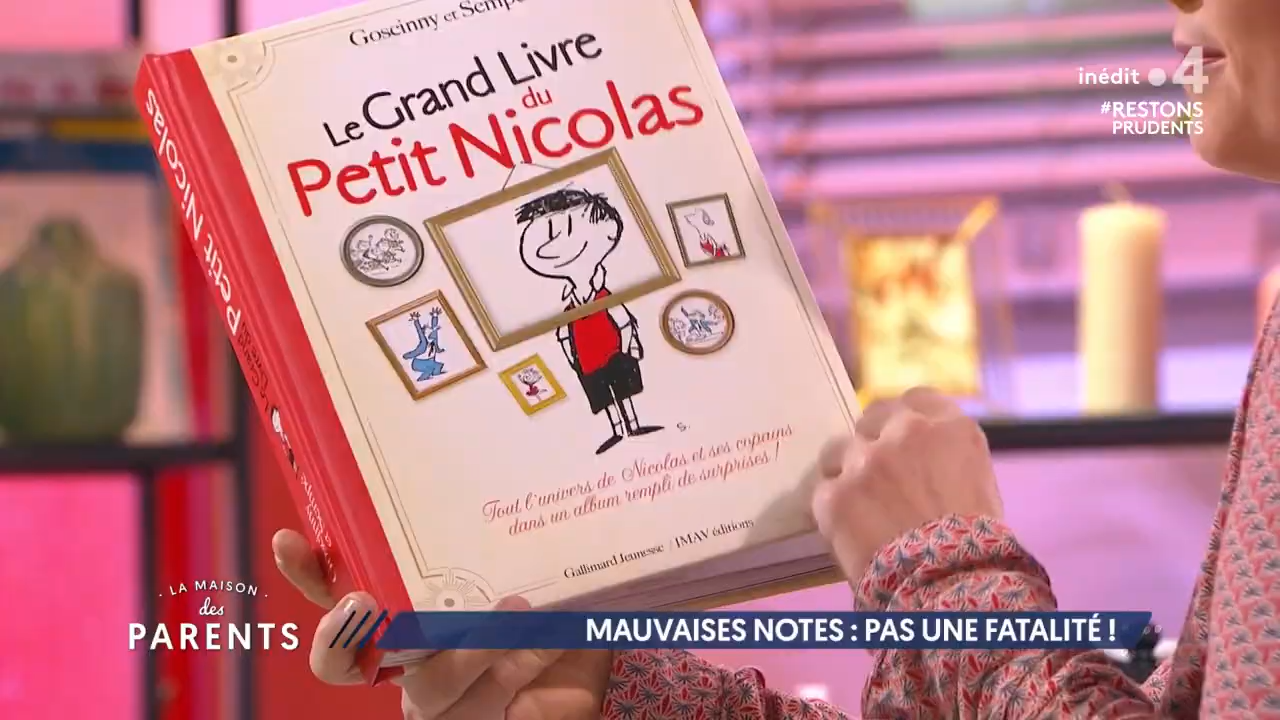 Goscinny et Sempé
Le Grand Livre
du
Petit Nicolas
Petit Nicolas
Tout l'univers de Nicolas et ses copains
dans un album rempli de surprises !
Gallimard Jeunesse / IMAV éditions
S.
inédit 4
#RESTONS
PRUDENTS
· LA MAISON ·
des
PARENTS
MAUVAISES NOTES : PAS UNE FATALITÉ !